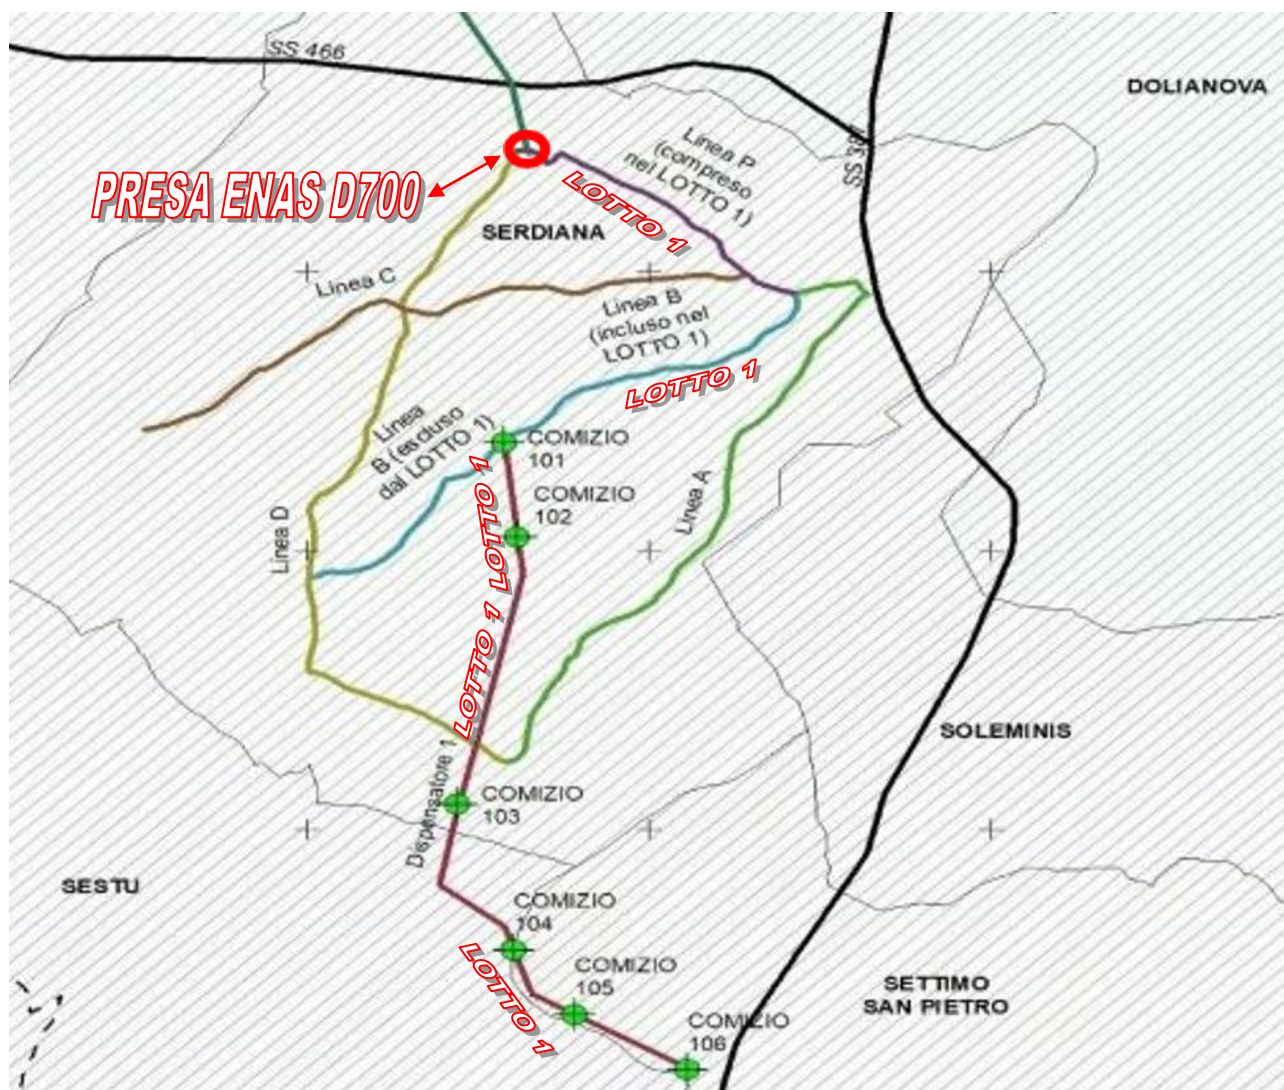 SS 466
DOLIANOVA
SS 387
Linea P
(compreso
nel LOTTO 1)
PRESA ENAS D700
LOTTO 1
SERDIANA
Linea C
Linea B
(incluso nel
LOTTO 1)
LOTTO 1
Linea
B (escluso
dal LOTTO 1)
COMIZIO
101
LOTTO 1
COMIZIO
102
Linea A
Linea D
LOTTO 1
SOLEMINIS
Dispensatore 1
COMIZIO
103
SESTU
COMIZIO
104
LOTTO 1
COMIZIO
105
SETTIMO
SAN PIETRO
COMIZIO
106